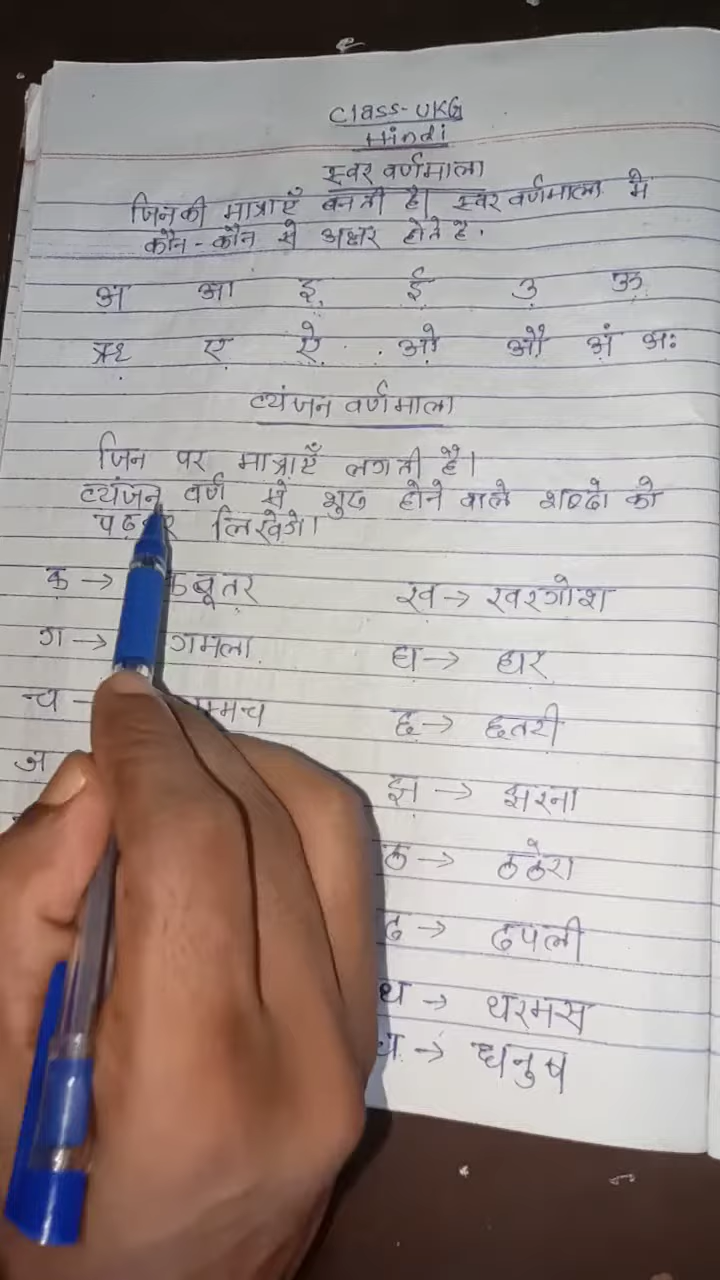 Class-UKG
Hindi
स्वर वर्णमाला
जिनकी मात्राएँ बनती है। स्वर वर्णमाला मे
कौन-कौन से अक्षर होते है.
अ आ इ ई उ ऊ
ऋ ए ऐ ओ औ अं अः
व्यंजन वर्णमाला
जिन पर मात्राएँ लगती है।
व्यंजन वर्ण से शुरु होने वाले शब्दो को
लिखेगे।
क → कबूतर ख → खरगोश
ग → गमला घ → घर
च छ → छतरी
ज झ → झरना
ठ → ठठेरा
ढ → ढपली
थ → थरमस
ध → धनुष